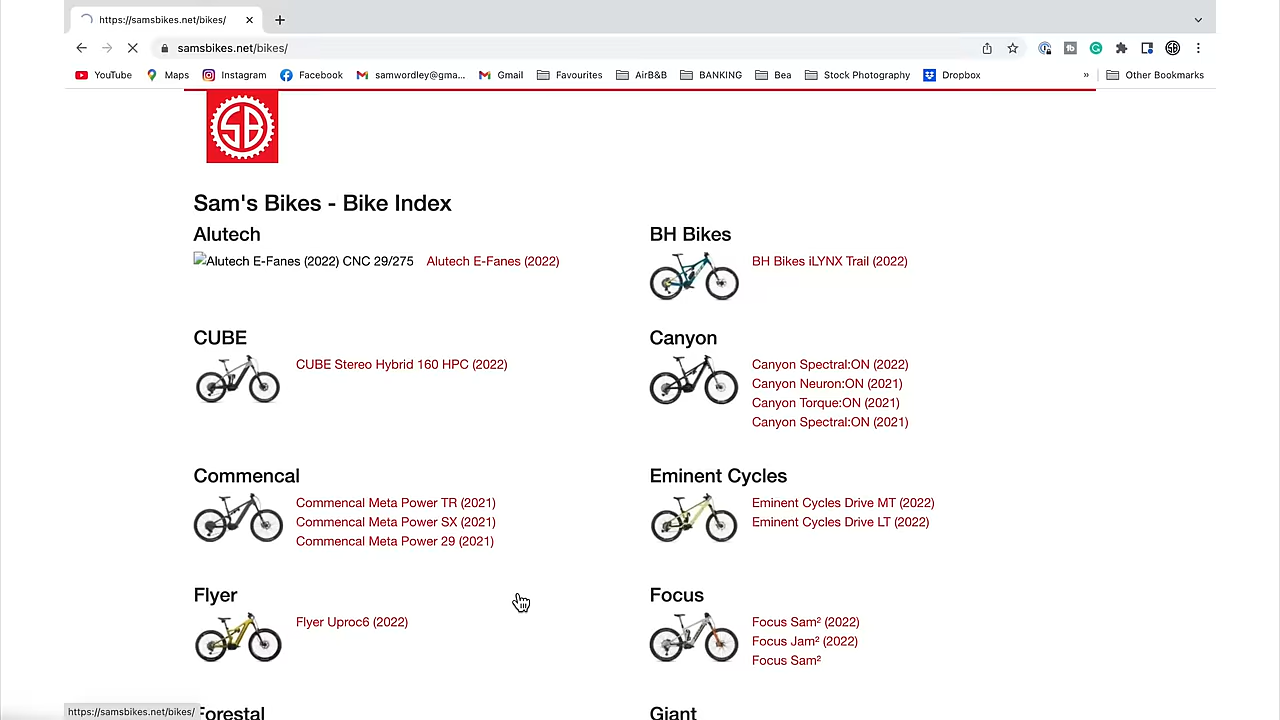 https://samsbikes.net/bikes/
samsbikes.net/bikes/
YouTube Maps Instagram Facebook samwordley@gma... Gmail Favourites AirB&B BANKING Bea Stock Photography Dropbox » Other Bookmarks
SB
Sam's Bikes - Bike Index
Alutech
Alutech E-Fanes (2022) CNC 29/275 Alutech E-Fanes (2022)
BH Bikes
BH Bikes iLYNX Trail (2022)
CUBE
CUBE Stereo Hybrid 160 HPC (2022)
Canyon
Canyon Spectral:ON (2022)
Canyon Neuron:ON (2021)
Canyon Torque:ON (2021)
Canyon Spectral:ON (2021)
Commencal
Commencal Meta Power TR (2021)
Commencal Meta Power SX (2021)
Commencal Meta Power 29 (2021)
Eminent Cycles
Eminent Cycles Drive MT (2022)
Eminent Cycles Drive LT (2022)
Flyer
Flyer Uproc6 (2022)
Focus
Focus Sam² (2022)
Focus Jam² (2022)
Focus Sam²
Forestal
Giant
https://samsbikes.net/bikes/